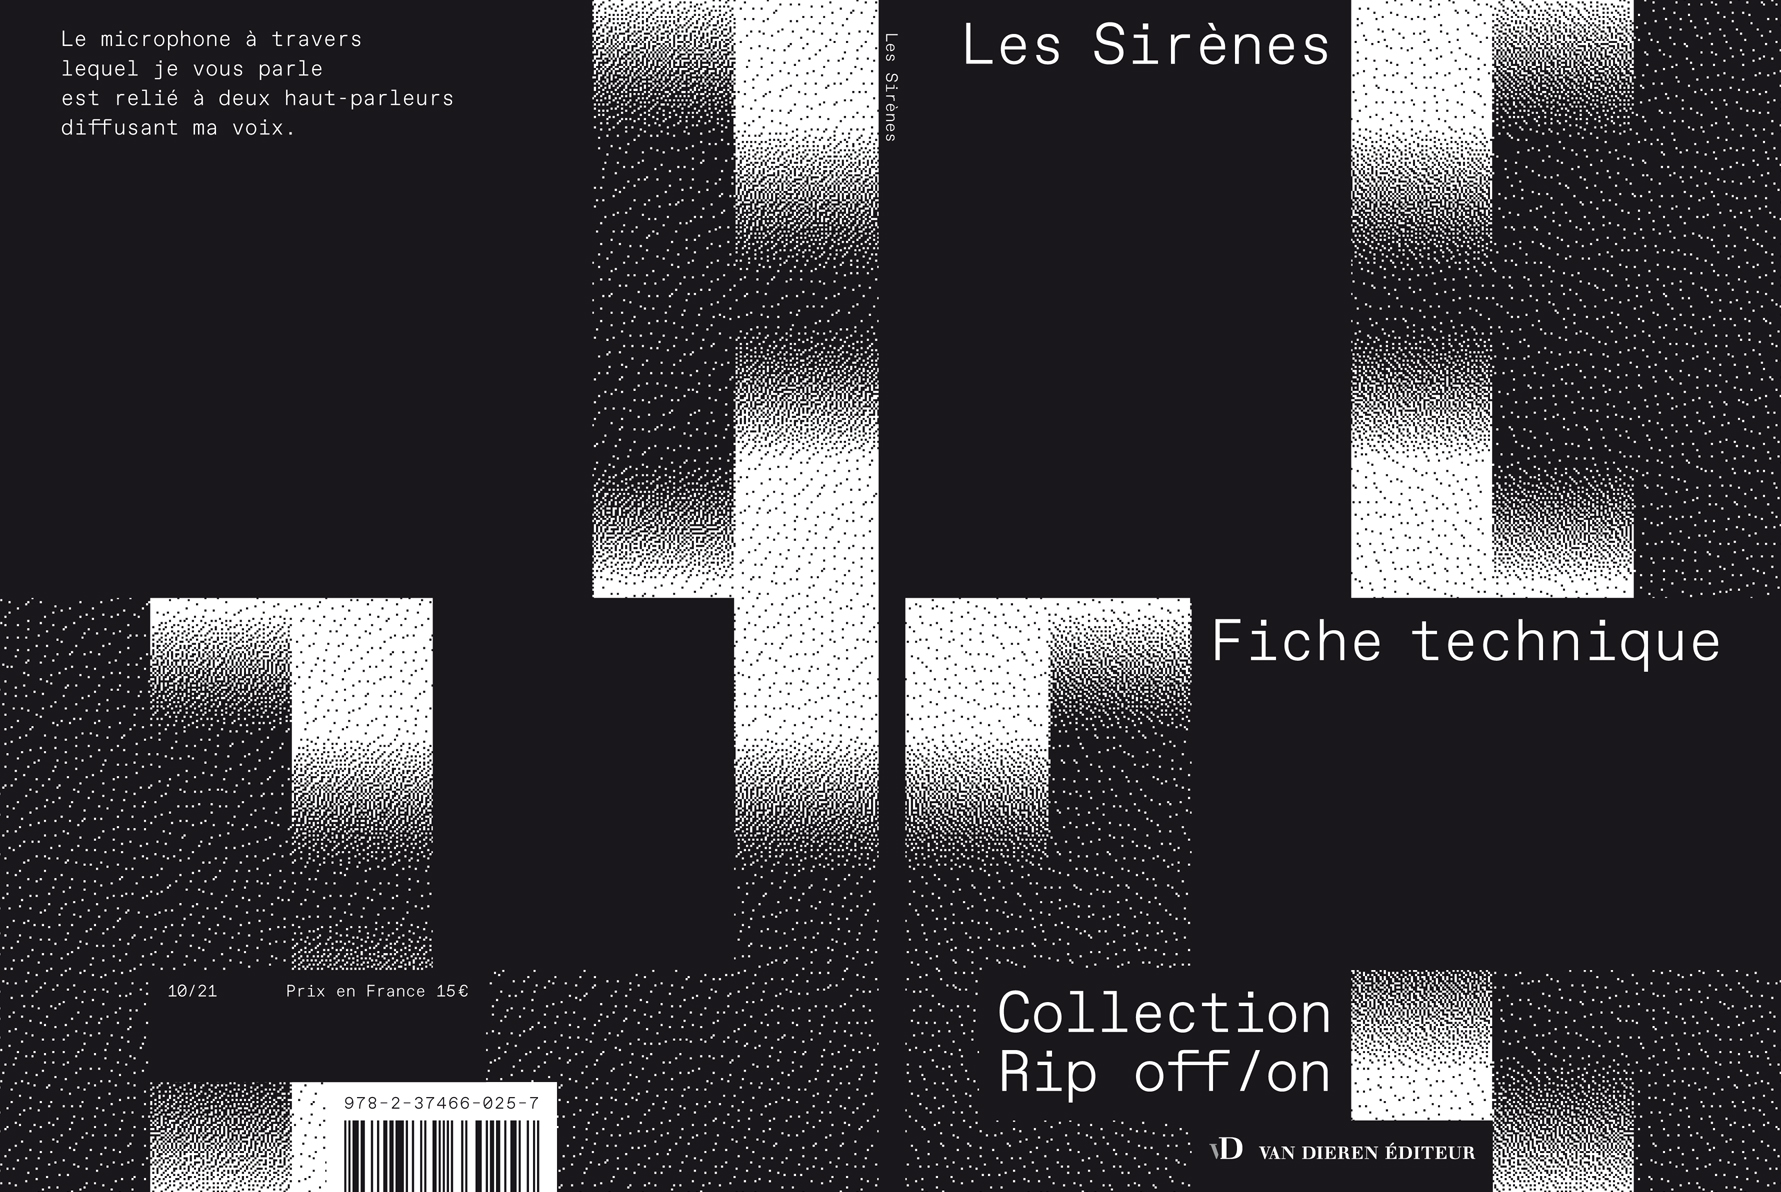 Le microphone à travers
lequel je vous parle
est relié à deux haut-parleurs
diffusant ma voix.
10/21
Prix en France 15€
978-2-37466-025-7
Les Sirènes
Les Sirènes
Fiche technique
Collection
Rip off/on
VD VAN DIEREN ÉDITEUR